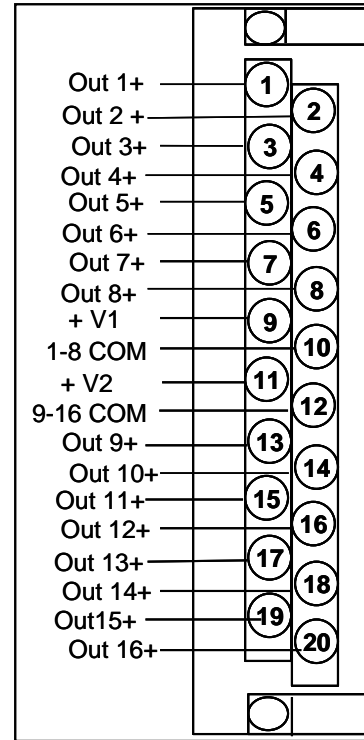 Out 1+ 1
Out 2 + 2
Out 3+ 3
Out 4+ 4
Out 5+ 5
Out 6+ 6
Out 7+ 7
Out 8+ 8
+ V1 9
1-8 COM 10
+ V2 11
9-16 COM 12
Out 9+ 13
Out 10+ 14
Out 11+ 15
Out 12+ 16
Out 13+ 17
Out 14+ 18
Out15+ 19
Out 16+ 20